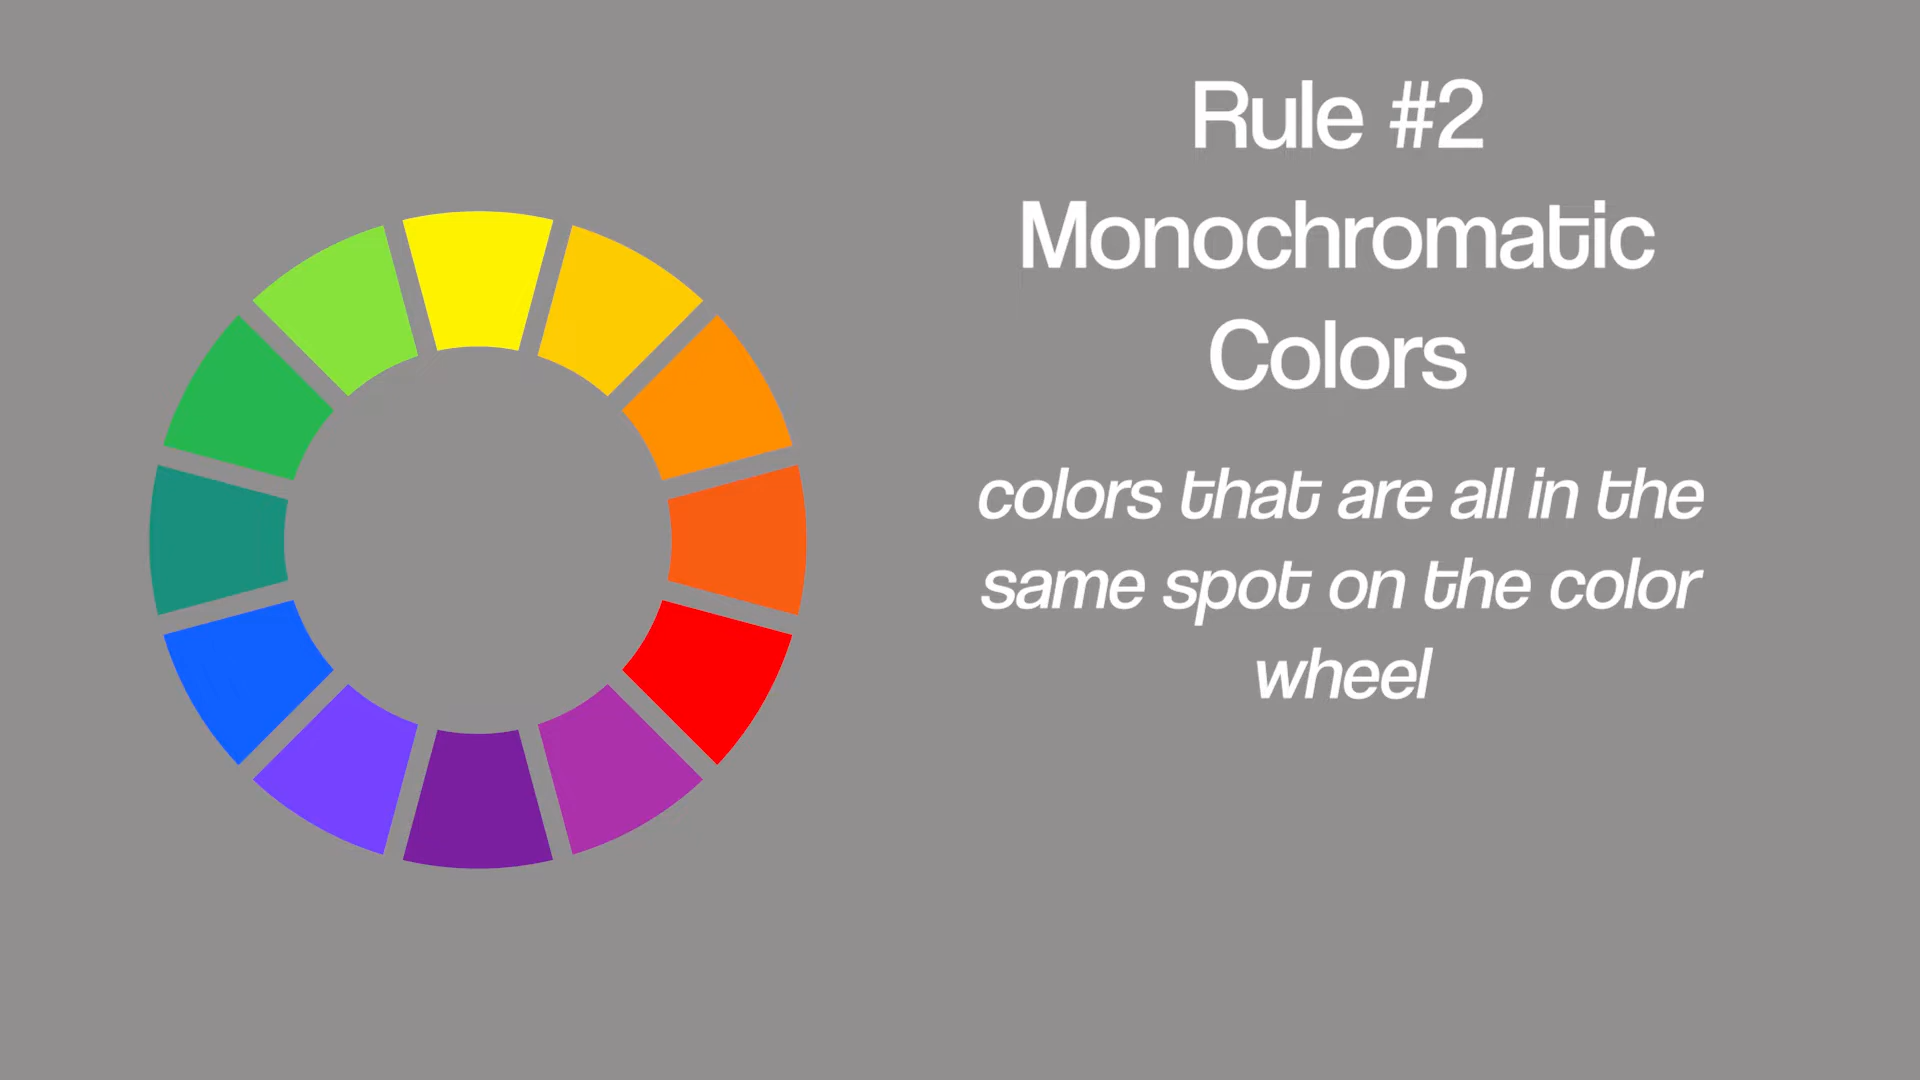 Rule #2
Monochromatic
Colors
colors that are all in the
same spot on the color
wheel